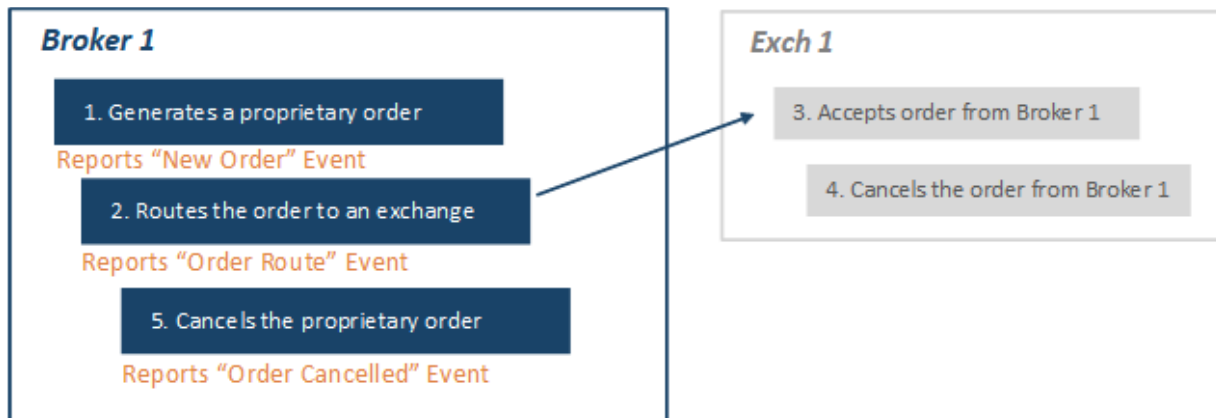 Broker 1
1. Generates a proprietary order
Reports “New Order” Event
2. Routes the order to an exchange
Reports “Order Route” Event
5. Cancels the proprietary order
Reports “Order Cancelled” Event
Exch 1
3. Accepts order from Broker 1
4. Cancels the order from Broker 1